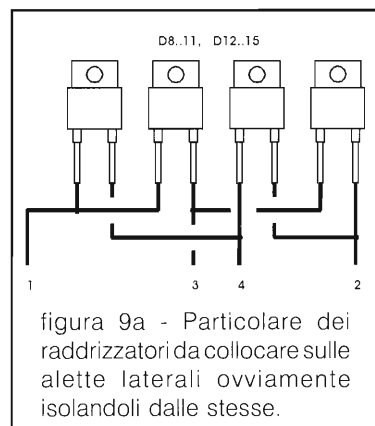 D8..11, D12..15
1 3 4 2
figura 9a - Particolare dei
raddrizzatori da collocare sulle
alette laterali ovviamente
isolandoli dalle stesse.